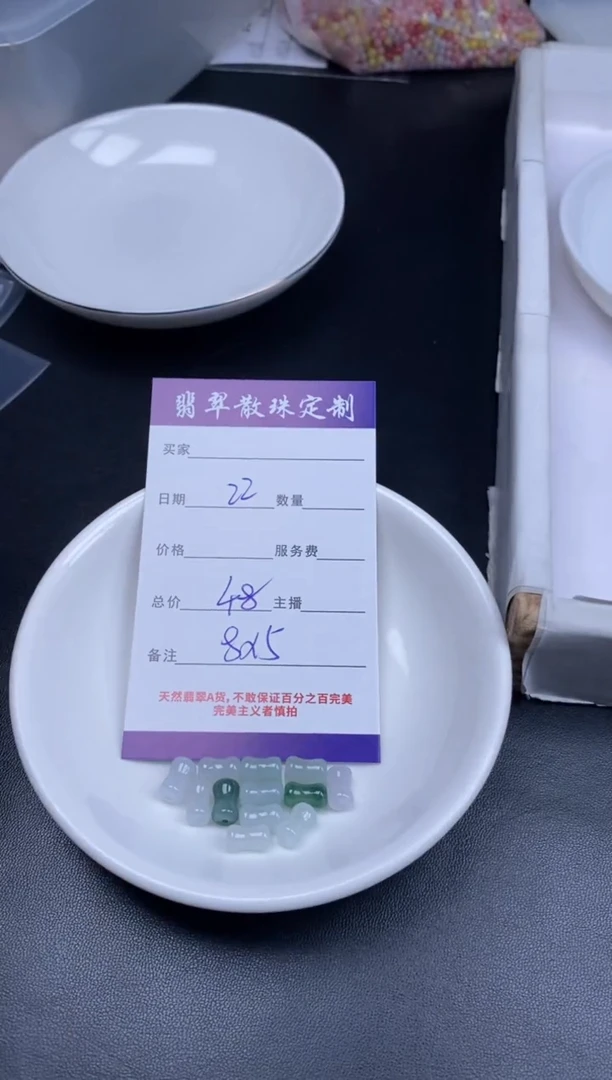 翡翠散珠定制
买家
日期 22 数量
价格 服务费
总价 48 主播
备注 8x5
天然翡翠A货,不敢保证百分之百完美
完美主义者慎拍